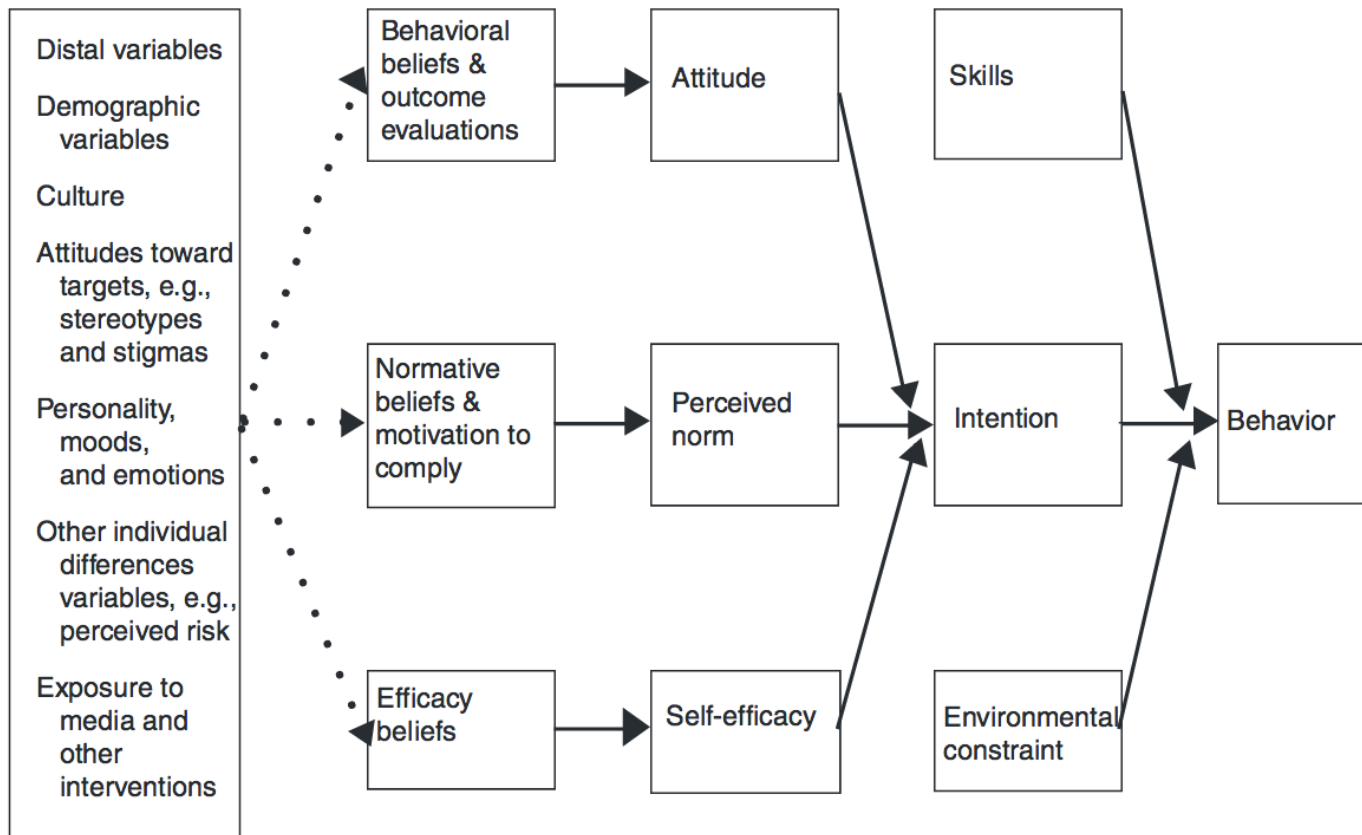 Distal variables
Demographic
variables
Culture
Attitudes toward
targets, e.g.,
stereotypes
and stigmas
Personality,
moods,
and emotions
Other individual
differences
variables, e.g.,
perceived risk
Exposure to
media and
other
interventions
Behavioral
beliefs &
outcome
evaluations
Normative
beliefs &
motivation to
comply
Efficacy
beliefs
Attitude
Perceived
norm
Self-efficacy
Skills
Intention
Environmental
constraint
Behavior